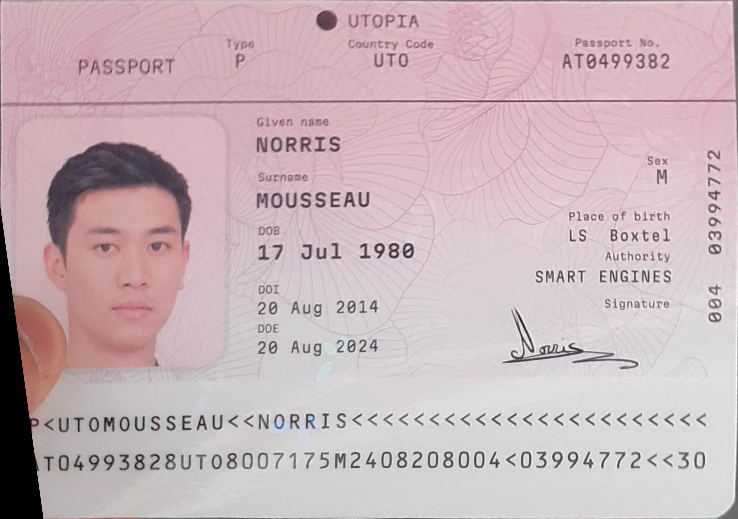 UTOPIA
PASSPORT
Type
P
Country Code
UTO
Passport No.
AT0499382
Given name
NORRIS
Surname
MOUSSEAU
DOB
17 Jul 1980
DOI
20 Aug 2014
DOE
20 Aug 2024
Sex
M
Place of birth
LS Boxtel
Authority
SMART ENGINES
Signature
Norris
004 03994772
P<UTOMOUSSEAU<<NORRIS<<<<<<<<<<<<<<<<<<<<<<<
AT04993828UTO8007175M2408208004<03994772<<30